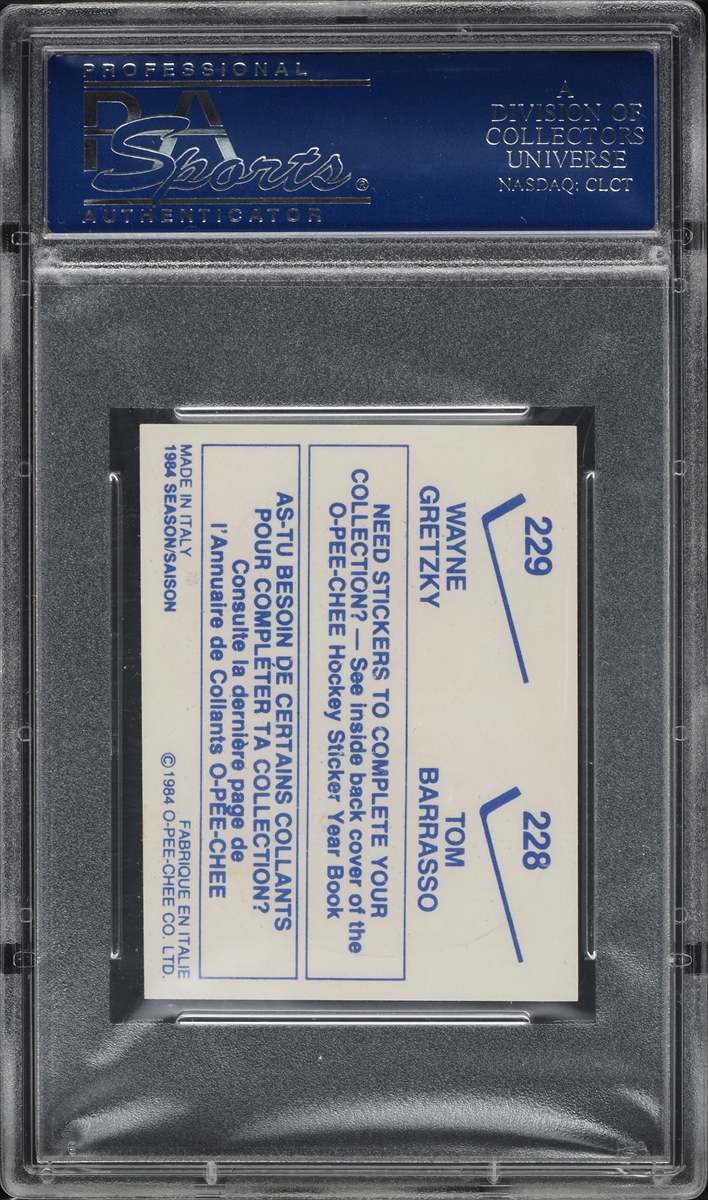 PROFESSIONAL
PSA
Sports®
AUTHENTICATOR
A
DIVISION OF
COLLECTORS
UNIVERSE
NASDAQ: CLCT
229
WAYNE
GRETZKY
228
TOM
BARRASSO
NEED STICKERS TO COMPLETE YOUR
COLLECTION? — See inside back cover of the
O-PEE-CHEE Hockey Sticker Year Book
AS-TU BESOIN DE CERTAINS COLLANTS
POUR COMPLÉTER TA COLLECTION?
Consulte la dernière page de
l'Annuaire de Collants O-PEE-CHEE
MADE IN ITALY
1984 SEASON/SAISON
FABRIQUE EN ITALIE
© 1984 O-PEE-CHEE CO. LTD.